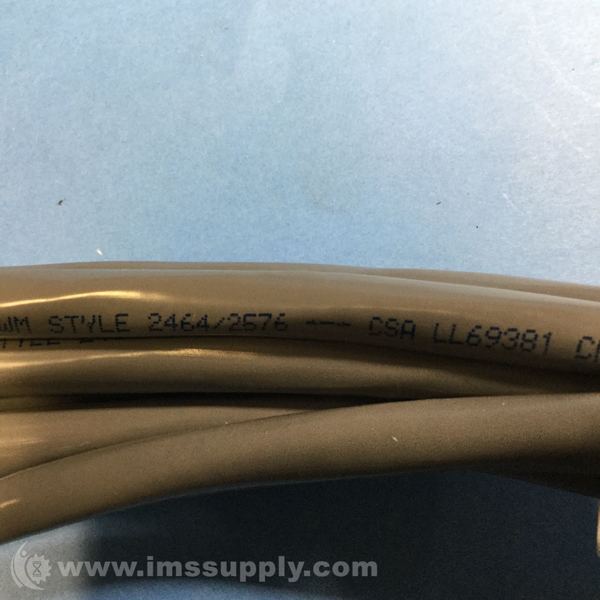 WM STYLE 2464/2576 --- CSA LL69381
www.imssupply.com